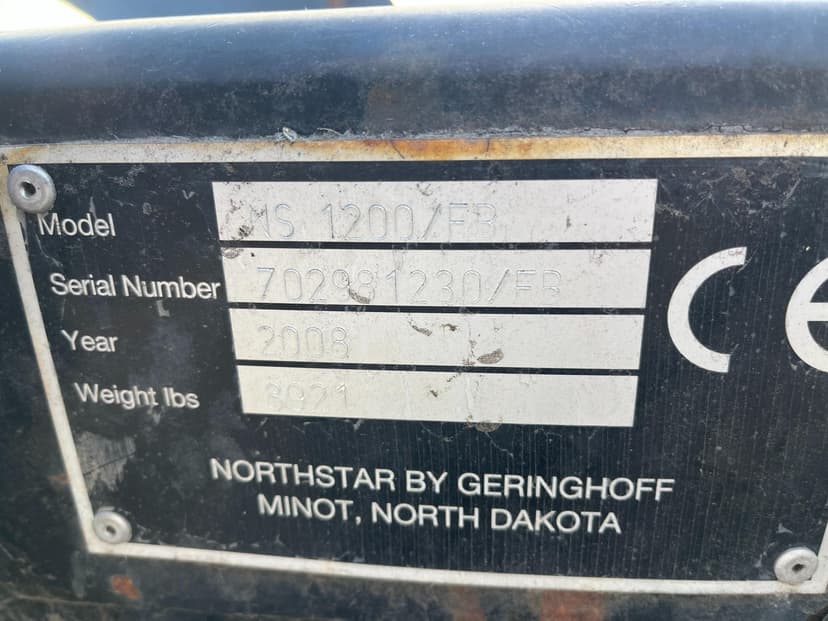 Model NS 1200/FB
Serial Number 702981230/FB
Year 2008
Weight lbs 8921
CE
NORTHSTAR BY GERINGHOFF
MINOT, NORTH DAKOTA